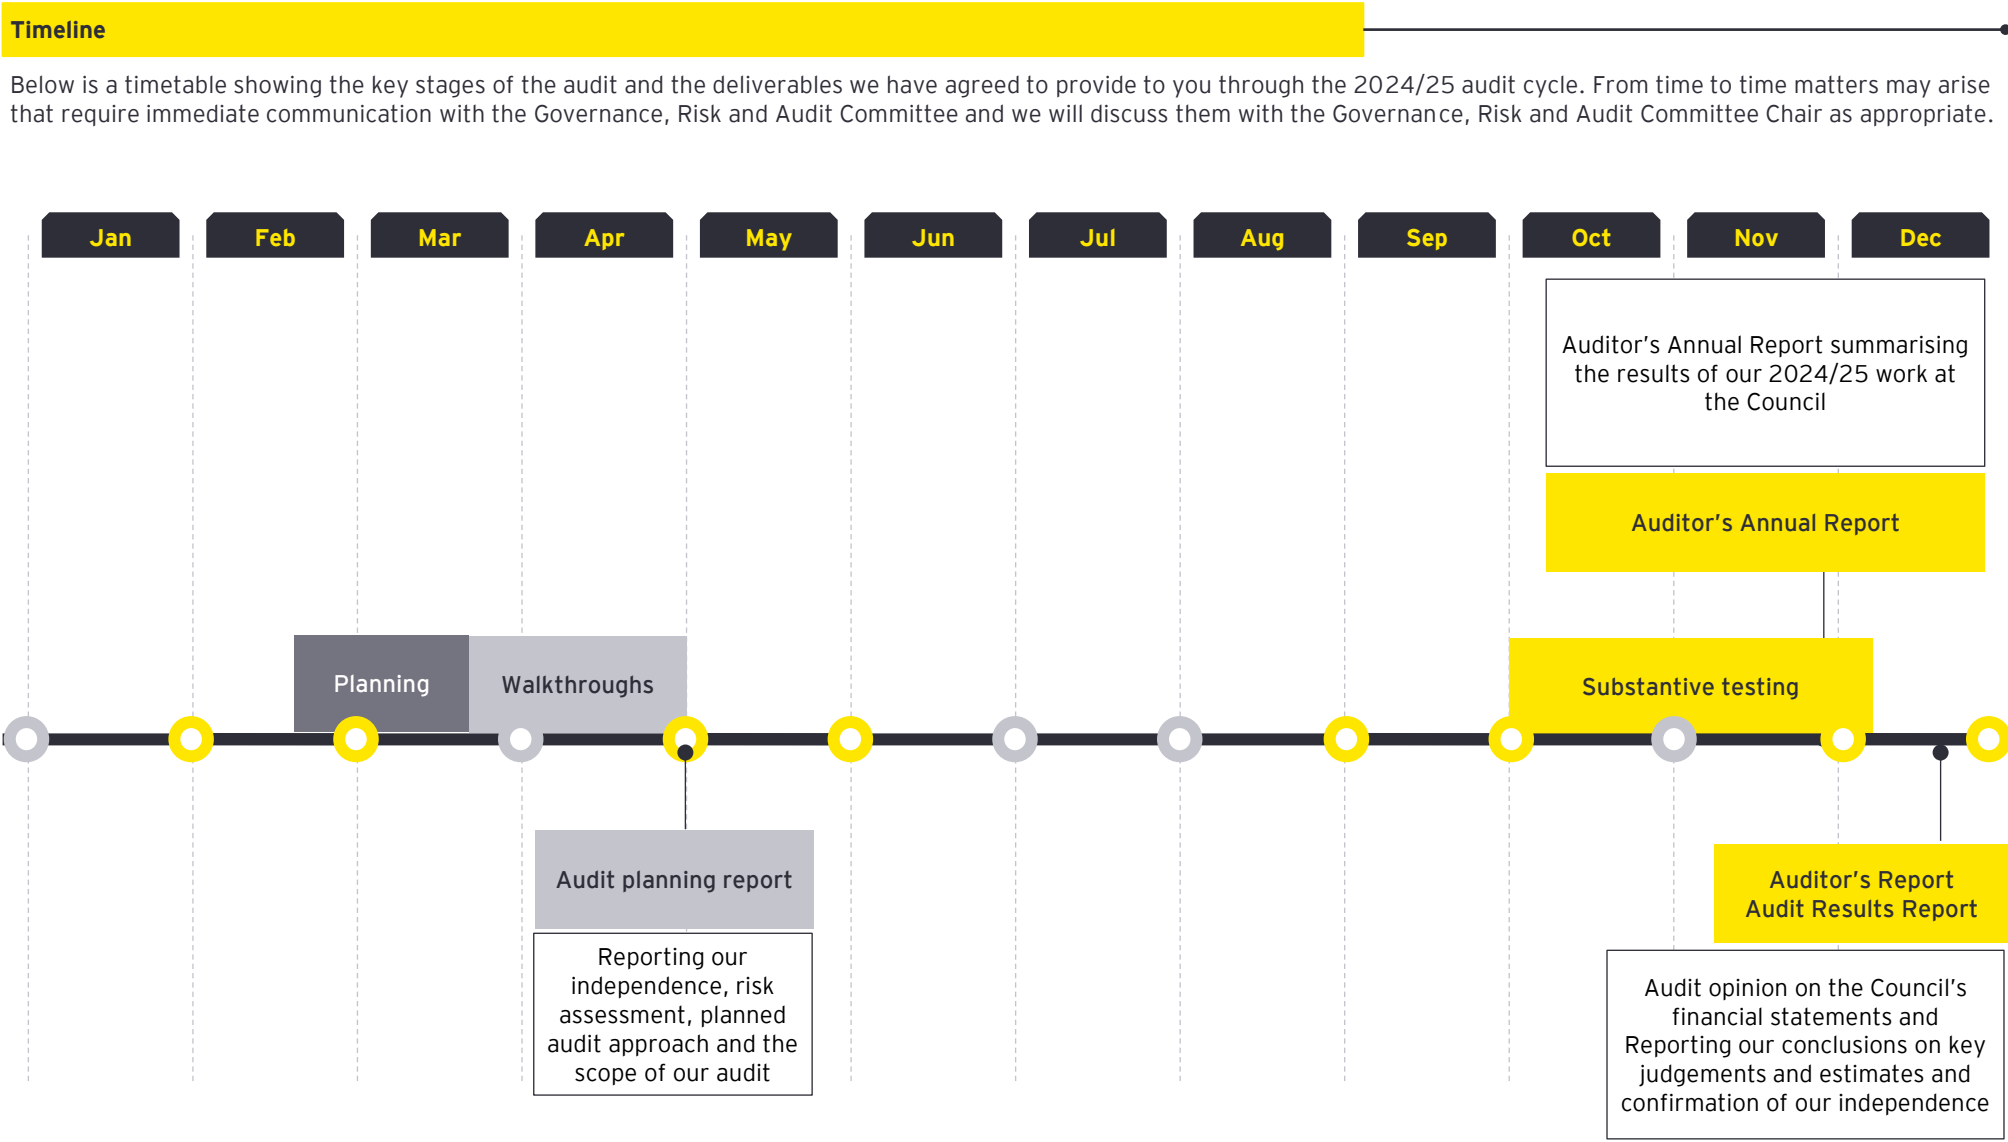 Timeline
Below is a timetable showing the key stages of the audit and the deliverables we have agreed to provide to you through the 2024/25 audit cycle. From time to time matters may arise
that require immediate communication with the Governance, Risk and Audit Committee and we will discuss them with the Governance, Risk and Audit Committee Chair as appropriate.
Jan Feb Mar Apr May Jun Jul Aug Sep Oct Nov Dec
Auditor’s Annual Report summarising
the results of our 2024/25 work at
the Council
Auditor’s Annual Report
Planning
Walkthroughs
Substantive testing
Audit planning report
Reporting our
independence, risk
assessment, planned
audit approach and the
scope of our audit
Auditor’s Report
Audit Results Report
Audit opinion on the Council’s
financial statements and
Reporting our conclusions on key
judgements and estimates and
confirmation of our independence